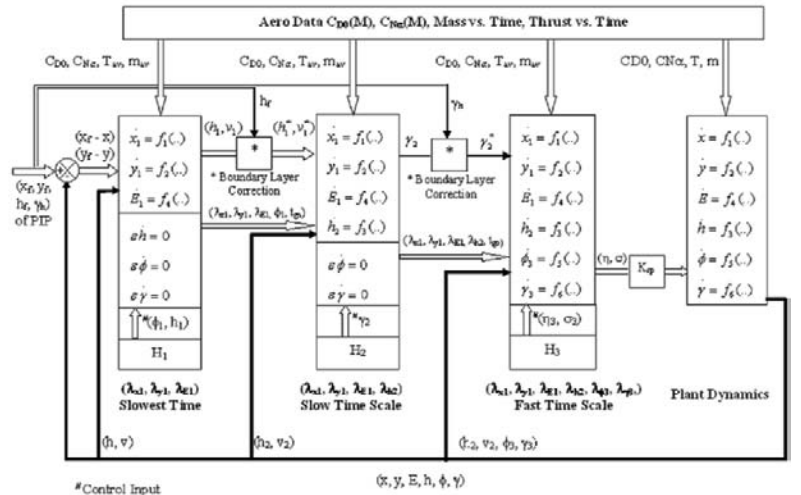 Aero Data C_D0(M), C_Nα(M), Mass vs. Time, Thrust vs. Time
C_D0, C_Nα, T_av, m_av
C_D0, C_Nα, T_av, m_av
C_D0, C_Nα, T_av, m_av
CD0, CNα, T, m
h_f
γ_h
(x_f - x)
(y_f - y)
(x_f, y_f,
h_f, γ_h)
of PIP
ẋ_1 = f_1(..)
ẏ_1 = f_2(..)
Ė_1 = f_4(..)
εḣ = 0
εφ̇ = 0
εγ̇ = 0
#(φ_1, h_1)
H_1
(h_1, v_1)
*
(h_1^*, v_1^*)
* Boundary Layer
Correction
(λ_x1, λ_y1, λ_E1, φ_1, t_go)
ẋ_1 = f_1(..)
ẏ_1 = f_2(..)
Ė_1 = f_4(..)
ḣ_2 = f_3(..)
εφ̇ = 0
εγ̇ = 0
#γ_2
H_2
γ_2
*
γ_2^*
* Boundary Layer
Correction
(λ_x1, λ_y1, λ_E1, λ_h2, t_go)
ẋ_1 = f_1(..)
ẏ_1 = f_2(..)
Ė_1 = f_4(..)
ḣ_2 = f_3(..)
φ̇_3 = f_5(..)
γ̇_3 = f_6(..)
#(η_3, σ_2)
H_3
(η, σ)
K_sp
ẋ = f_1(..)
ẏ = f_2(..)
Ė = f_4(..)
ḣ = f_3(..)
φ̇ = f_5(..)
γ̇ = f_6(..)
(λ_x1, λ_y1, λ_E1)
Slowest Time
(λ_x1, λ_y1, λ_E1, λ_h2)
Slow Time Scale
(λ_x1, λ_y1, λ_E1, λ_h2, λ_φ3, λ_γ3,)
Fast Time Scale
Plant Dynamics
(h, v)
(h_2, v_2)
v_2, φ_3, γ_3)
(x, y, E, h, φ, γ)
#Control Input